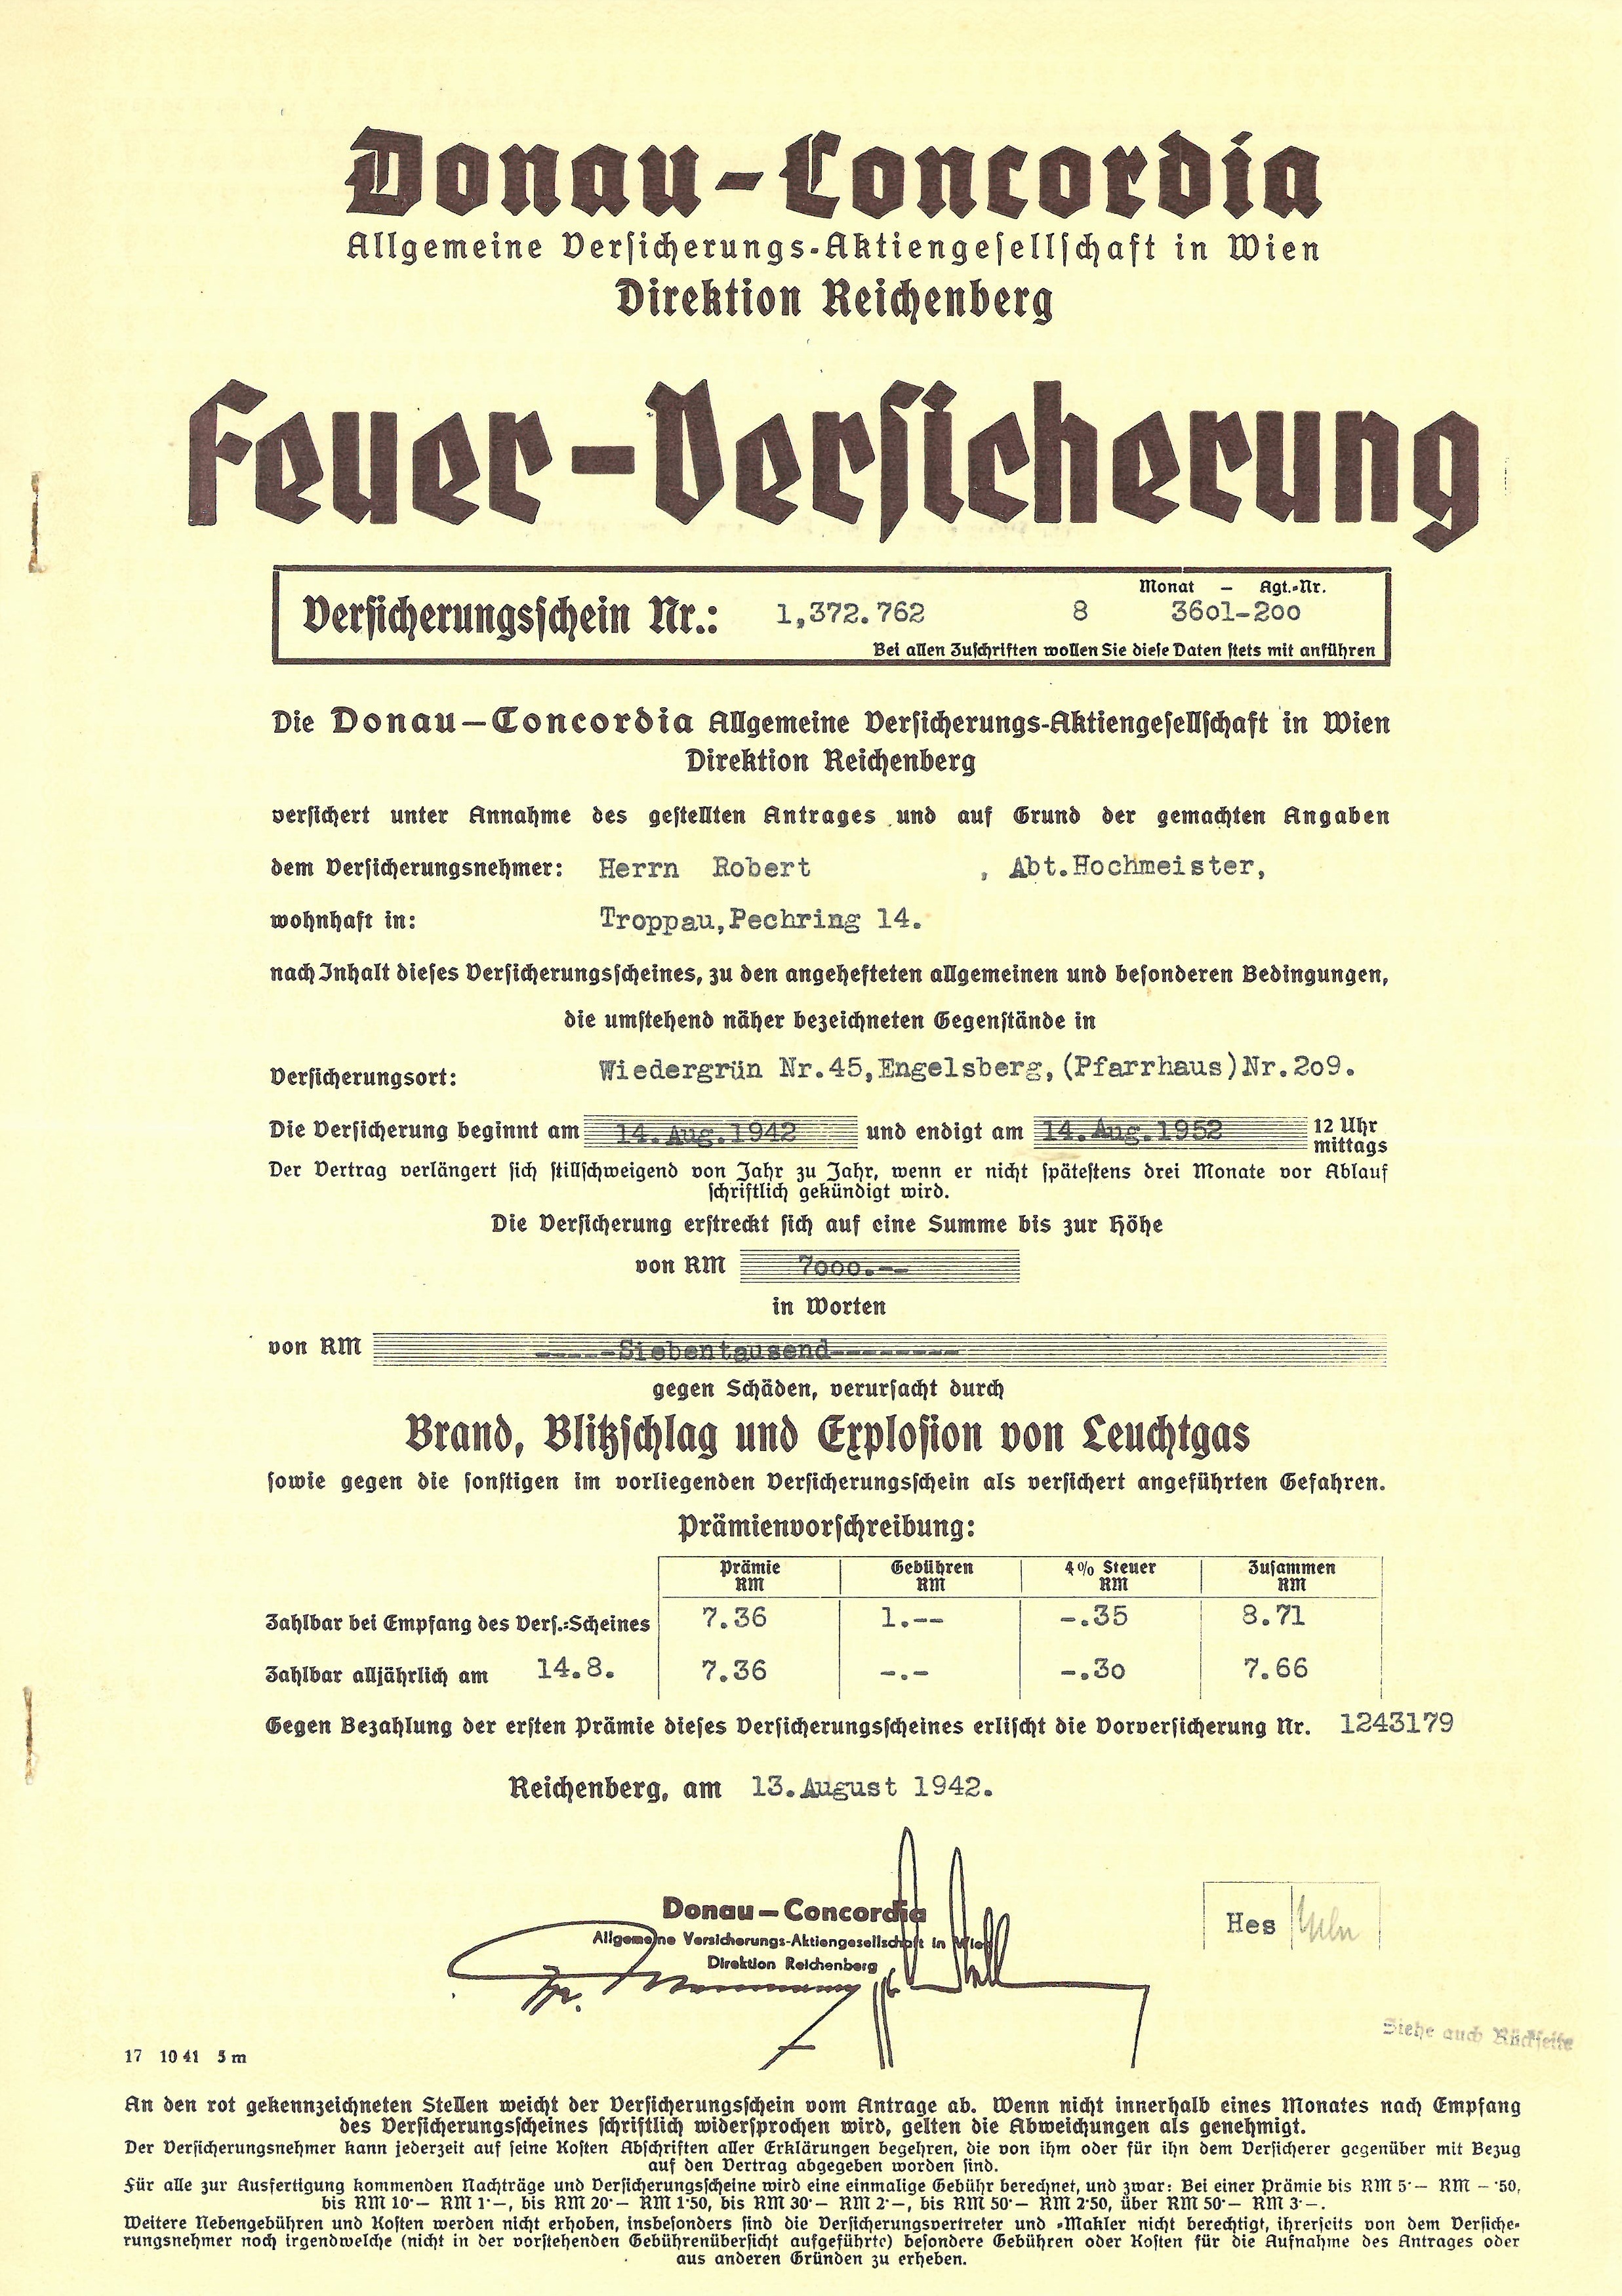 Donau-Concordia
Allgemeine Versicherungs-Aktiengesellschaft in Wien
Direktion Reichenberg
Feuer-Versicherung
Monat – Agt.-Nr.
Versicherungsschein Nr.: 1,372.762 8 36o1-2oo
Bei allen Zuschriften wollen Sie diese Daten stets mit anführen
Die Donau–Concordia Allgemeine Versicherungs-Aktiengesellschaft in Wien
Direktion Reichenberg
versichert unter Annahme des gestellten Antrages und auf Grund der gemachten Angaben
dem Versicherungsnehmer: Herrn Robert , Abt.Hochmeister,
wohnhaft in: Troppau,Pechring 14.
nach Inhalt dieses Versicherungsscheines, zu den angehefteten allgemeinen und besonderen Bedingungen,
die umstehend näher bezeichneten Gegenstände in
Versicherungsort: Wiedergrün Nr.45,Engelsberg,(Pfarrhaus)Nr.2o9.
Die Versicherung beginnt am 14.Aug.1942 und endigt am 14.Aug.1952 12 Uhr
mittags
Der Vertrag verlängert sich stillschweigend von Jahr zu Jahr, wenn er nicht spätestens drei Monate vor Ablauf
schriftlich gekündigt wird.
Die Versicherung erstreckt sich auf eine Summe bis zur Höhe
von RM 7ooo.--
in Worten
von RM -----Siebentausend--------
gegen Schäden, verursacht durch
Brand, Blitzschlag und Explosion von Leuchtgas
sowie gegen die sonstigen im vorliegenden Versicherungsschein als versichert angeführten Gefahren.
Prämienvorschreibung:
Prämie Gebühren 4% Steuer Zusammen
RM RM RM RM
Zahlbar bei Empfang des Vers.-Scheines 7.36 1.-- -.35 8.71
Zahlbar alljährlich am 14.8. 7.36 -.- -.3o 7.66
Gegen Bezahlung der ersten Prämie dieses Versicherungsscheines erlischt die Vorversicherung Nr. 1243179
Reichenberg, am 13.August 1942.
Donau–Concordia
Allgemeine Versicherungs-Aktiengesellschaft in Wien
Direktion Reichenberg
Hes
Siehe auch Rückseite
17 10 41 5 m
An den rot gekennzeichneten Stellen weicht der Versicherungsschein vom Antrage ab. Wenn nicht innerhalb eines Monates nach Empfang
des Versicherungsscheines schriftlich widersprochen wird, gelten die Abweichungen als genehmigt.
Der Versicherungsnehmer kann jederzeit auf seine Kosten Abschriften aller Erklärungen begehren, die von ihm oder für ihn dem Versicherer gegenüber mit Bezug
auf den Vertrag abgegeben worden sind.
Für alle zur Ausfertigung kommenden Nachträge und Versicherungsscheine wird eine einmalige Gebühr berechnet, und zwar: Bei einer Prämie bis RM 5·— RM —·50,
bis RM 10·— RM 1·—, bis RM 20·— RM 1·50, bis RM 30·— RM 2·—, bis RM 50·— RM 2·50, über RM 50·— RM 3·—.
Weitere Nebengebühren und Kosten werden nicht erhoben, insbesonders sind die Versicherungsvertreter und -Makler nicht berechtigt, ihrerseits von dem Versiche-
rungsnehmer noch irgendwelche (nicht in der vorstehenden Gebührenübersicht aufgeführte) besondere Gebühren oder Kosten für die Aufnahme des Antrages oder
aus anderen Gründen zu erheben.